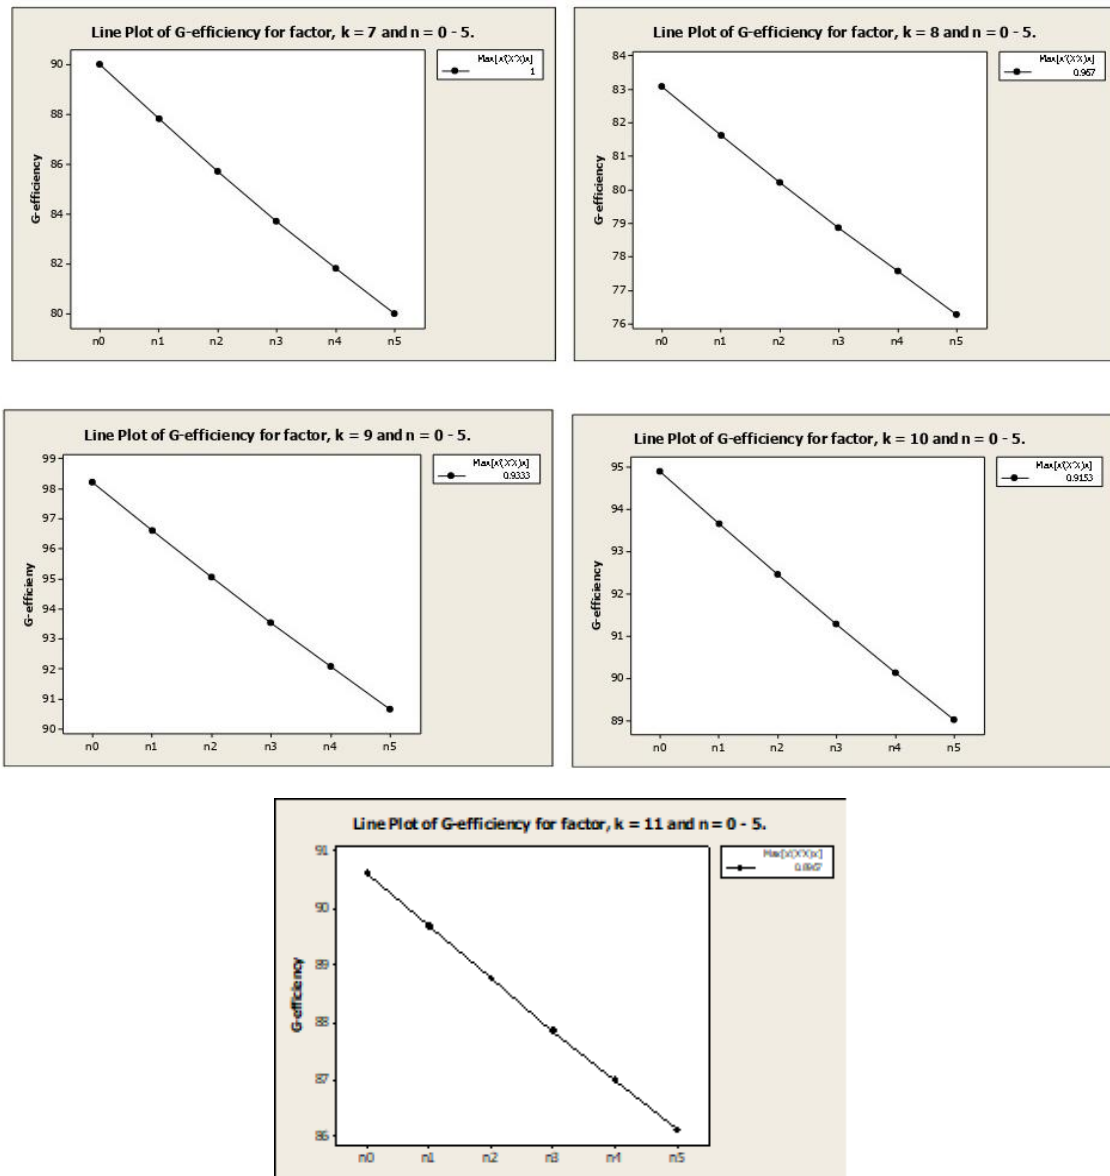 Line Plot of G-efficiency for factor, k = 7 and n = 0 - 5.
Max[x'(X'X)x]
1
G-efficiency
90
88
86
84
82
80
n0 n1 n2 n3 n4 n5
Line Plot of G-efficiency for factor, k = 8 and n = 0 - 5.
Max[x'(X'X)x]
0.967
G-efficiency
84
83
82
81
80
79
78
77
76
n0 n1 n2 n3 n4 n5
Line Plot of G-efficiency for factor, k = 9 and n = 0 - 5.
Max[x'(X'X)x]
0.9333
G-efficieny
99
98
97
96
95
94
93
92
91
90
n0 n1 n2 n3 n4 n5
Line Plot of G-efficiency for factor, k = 10 and n = 0 - 5.
Max[x'(X'X)x]
0.9153
G-efficiency
95
94
93
92
91
90
89
n0 n1 n2 n3 n4 n5
Line Plot of G-efficiency for factor, k = 11 and n = 0 - 5.
Max[x'(X'X)x]
G-efficiency
91
90
89
88
87
86
n0 n1 n2 n3 n4 n5